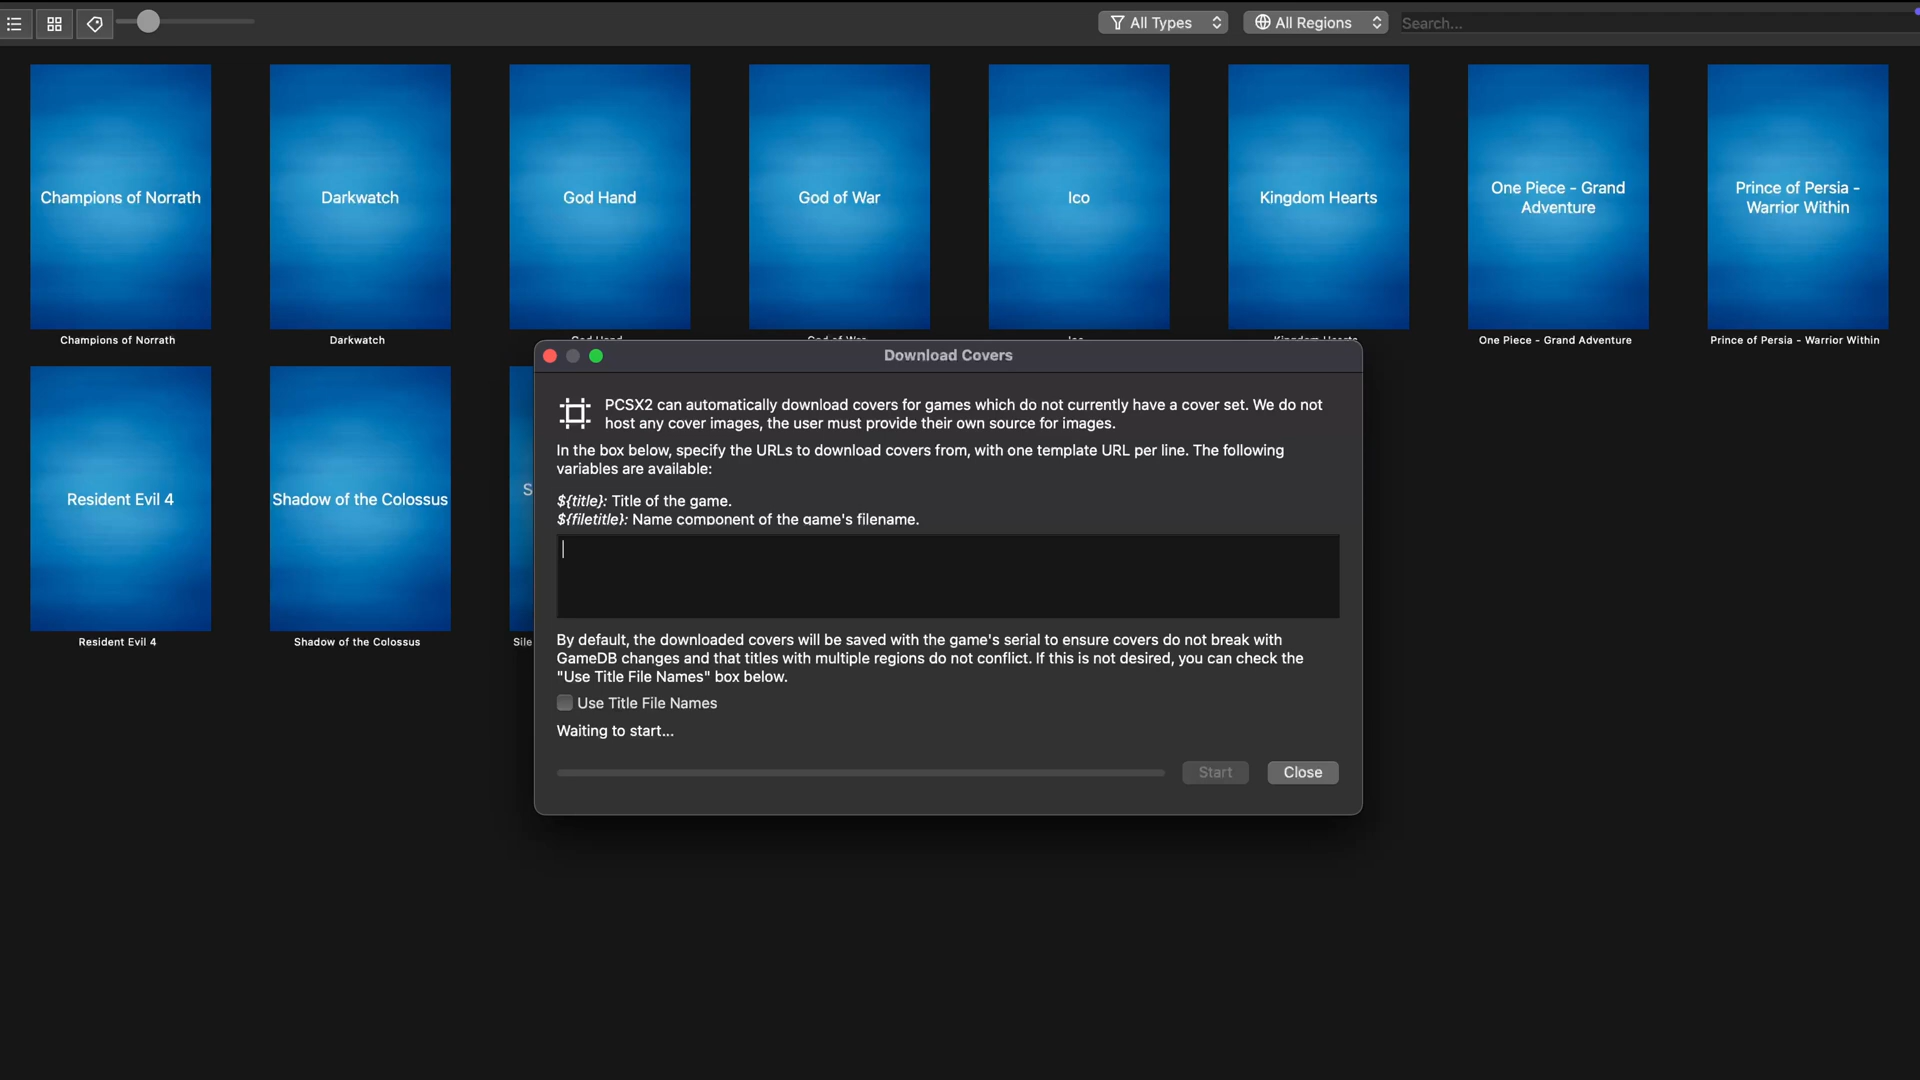 All Types
All Regions
Search...
Champions of Norrath
Darkwatch
God Hand
God of War
Ico
Kingdom Hearts
One Piece - Grand
Adventure
Prince of Persia -
Warrior Within
Champions of Norrath
Darkwatch
God Hand
God of War
Ico
Kingdom Hearts
One Piece - Grand Adventure
Prince of Persia - Warrior Within
Resident Evil 4
Shadow of the Colossus
S
Resident Evil 4
Shadow of the Colossus
Sile
Download Covers
PCSX2 can automatically download covers for games which do not currently have a cover set. We do not
host any cover images, the user must provide their own source for images.
In the box below, specify the URLs to download covers from, with one template URL per line. The following
variables are available:
${title}: Title of the game.
${filetitle}: Name component of the game's filename.
By default, the downloaded covers will be saved with the game's serial to ensure covers do not break with
GameDB changes and that titles with multiple regions do not conflict. If this is not desired, you can check the
"Use Title File Names" box below.
Use Title File Names
Waiting to start...
Start
Close